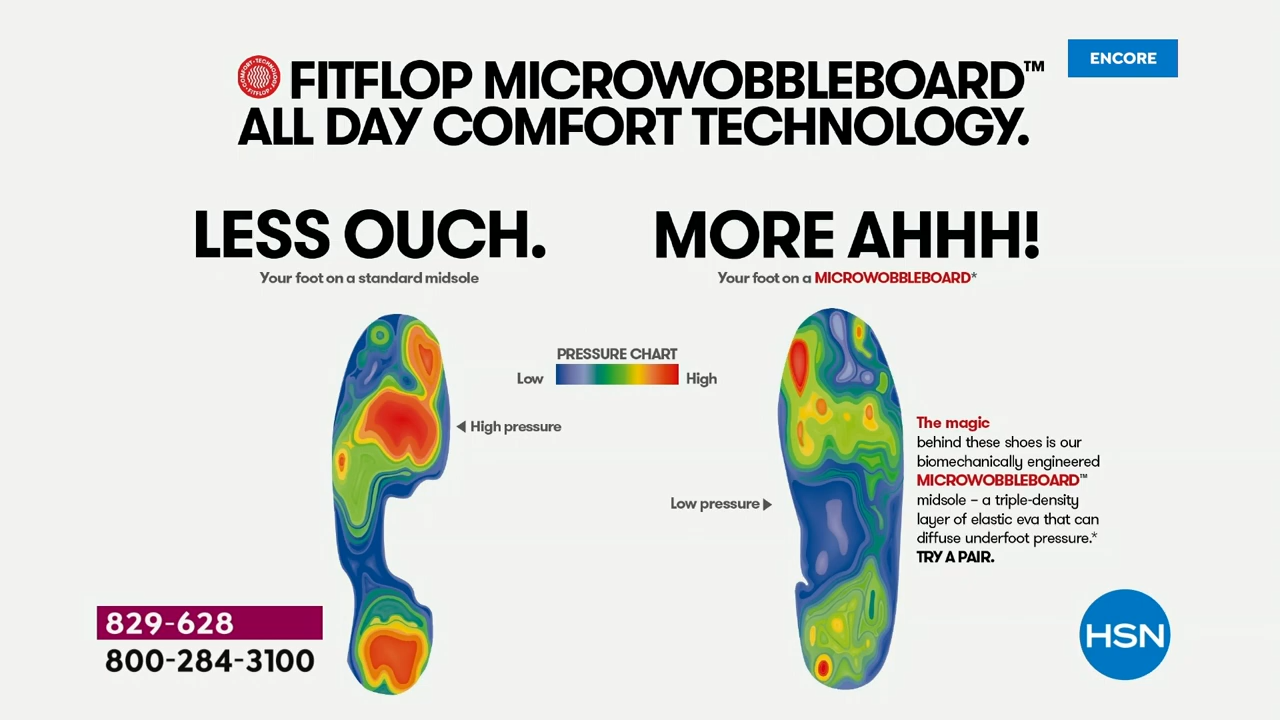 ENCORE
FITFLOP MICROWOBBLEBOARD™
ALL DAY COMFORT TECHNOLOGY.
LESS OUCH.
Your foot on a standard midsole
MORE AHHH!
Your foot on a MICROWOBBLEBOARD*
PRESSURE CHART
Low
High
High pressure
Low pressure
The magic
behind these shoes is our
biomechanically engineered
MICROWOBBLEBOARD™
midsole – a triple-density
layer of elastic eva that can
diffuse underfoot pressure.*
TRY A PAIR.
829-628
800-284-3100
HSN